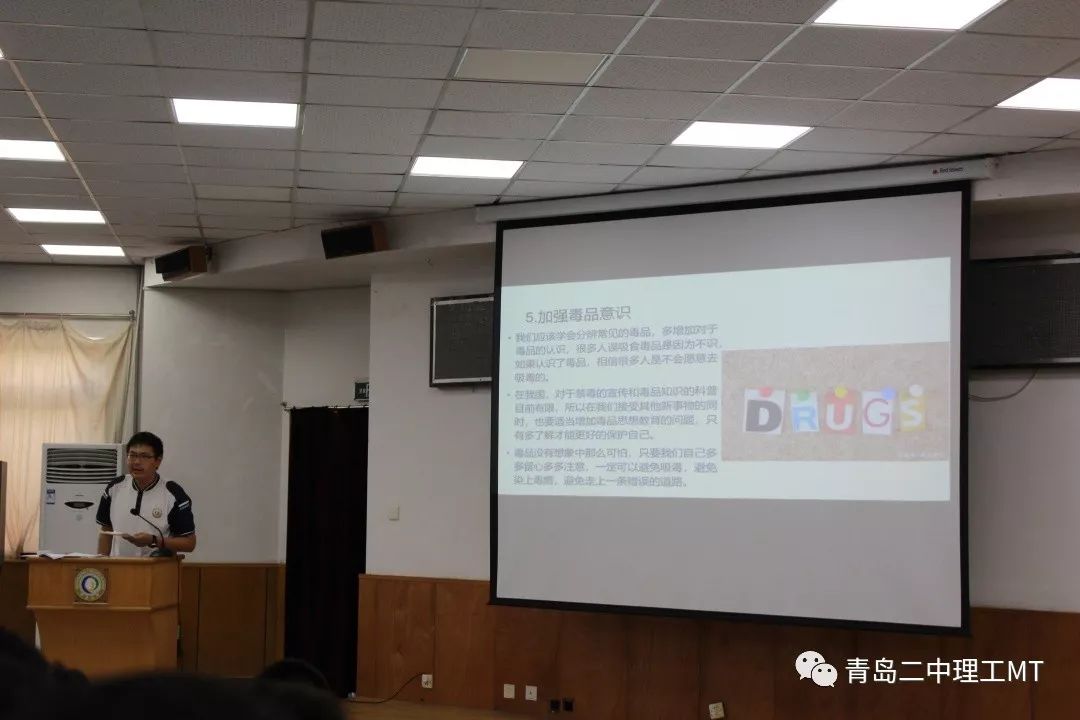 5.加强毒品意识
• 我们应该学会分辨常见的毒品，多增加对于
毒品的认识，很多人误吸食毒品是因为不识，
如果认识了毒品，相信很多人是不会愿意去
吸毒的。
• 在我国，对于禁毒的宣传和毒品知识的科普
目前有限，所以在我们接受其他新事物的同
时，也要适当增加毒品思想教育的问题，只
有多了解才能更好的保护自己。
• 毒品没有想象中那么可怕，只要我们自己多
多留心多多注意，一定可以避免吸毒，避免
染上毒瘾，避免走上一条错误的道路。
DRUGS
青岛二中理工MT